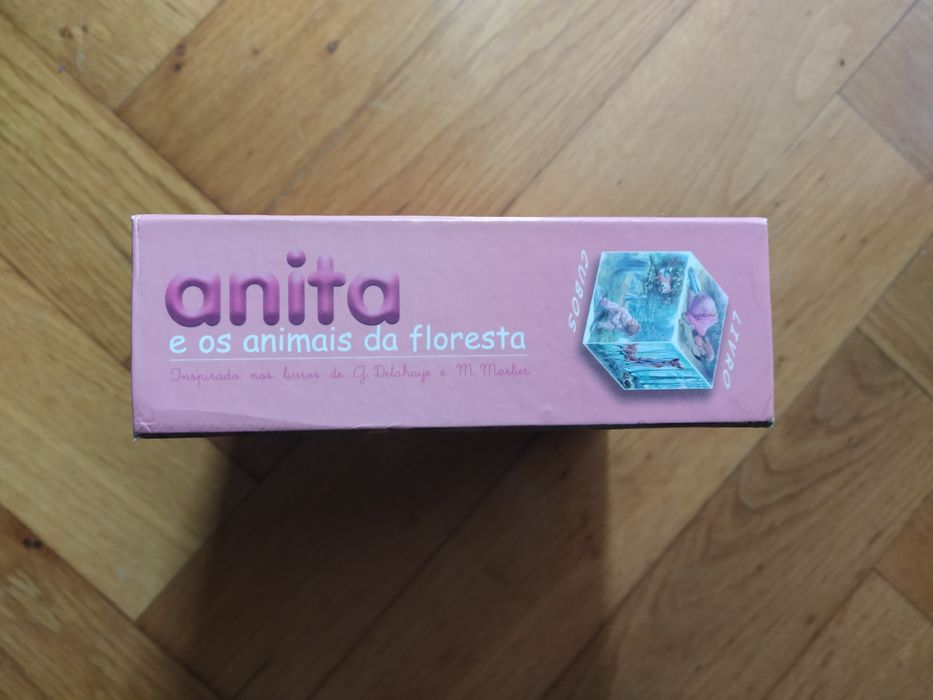 anita
e os animais da floresta
Inspirado nos livros de G. Delahaye e M. Marlier
CUBOS
LIVRO